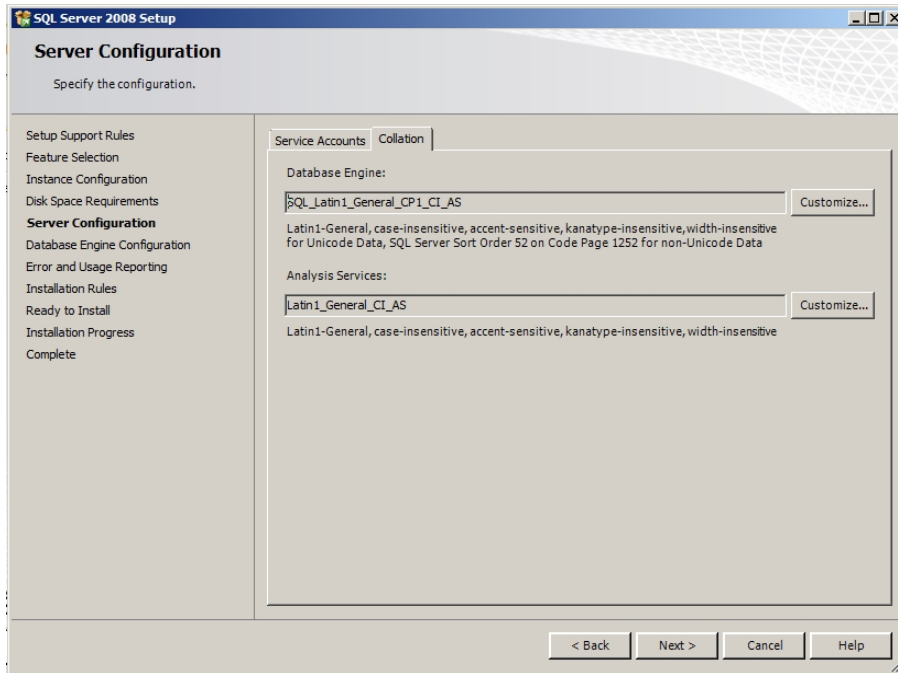 SQL Server 2008 Setup
Server Configuration
Specify the configuration.
Setup Support Rules
Feature Selection
Instance Configuration
Disk Space Requirements
Server Configuration
Database Engine Configuration
Error and Usage Reporting
Installation Rules
Ready to Install
Installation Progress
Complete
Service Accounts
Collation
Database Engine:
SQL_Latin1_General_CP1_CI_AS
Customize...
Latin1-General, case-insensitive, accent-sensitive, kanatype-insensitive, width-insensitive
for Unicode Data, SQL Server Sort Order 52 on Code Page 1252 for non-Unicode Data
Analysis Services:
Latin1_General_CI_AS
Customize...
Latin1-General, case-insensitive, accent-sensitive, kanatype-insensitive, width-insensitive
< Back
Next >
Cancel
Help